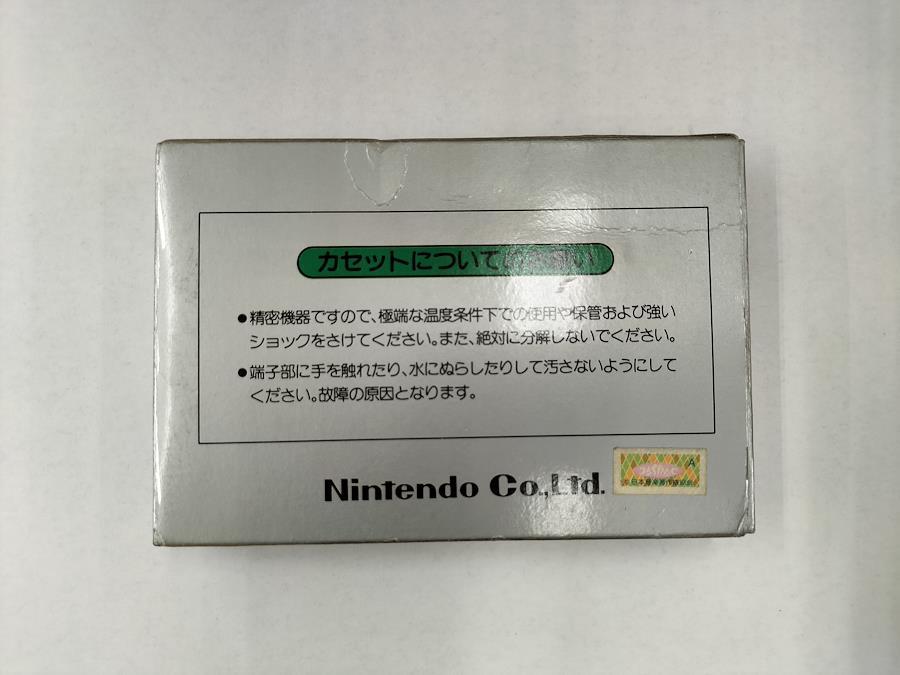 カセットについてのお願い
●精密機器ですので、極端な温度条件下での使用や保管および強い
ショックをさけてください。また、絶対に分解しないでください。
●端子部に手を触れたり、水にぬらしたりして汚さないようにして
ください。故障の原因となります。
Nintendo Co.,Ltd.
A